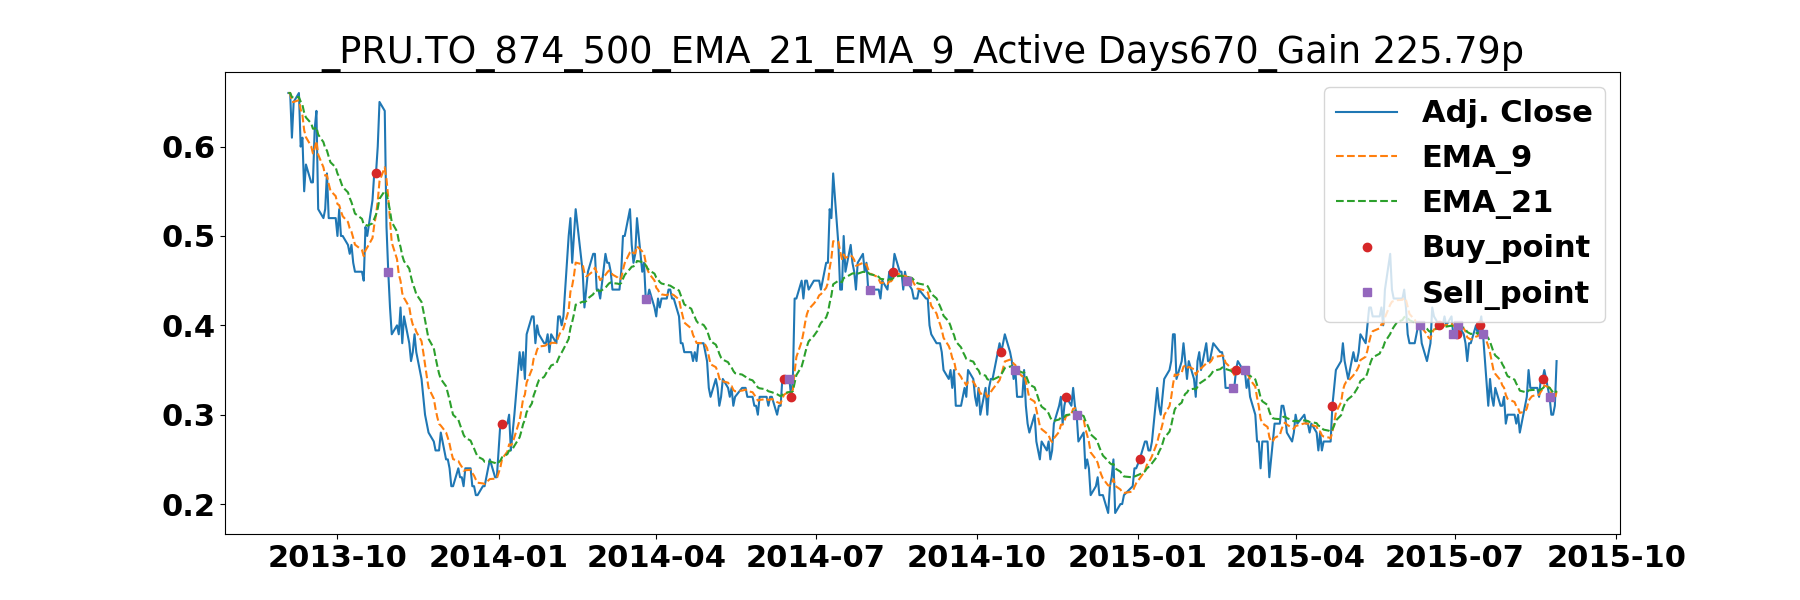 _PRU.TO_874_500_EMA_21_EMA_9_Active Days670_Gain 225.79p
Adj. Close
EMA_9
EMA_21
Buy_point
Sell_point
0.6
0.5
0.4
0.3
0.2
2013-10 2014-01 2014-04 2014-07 2014-10 2015-01 2015-04 2015-07 2015-10